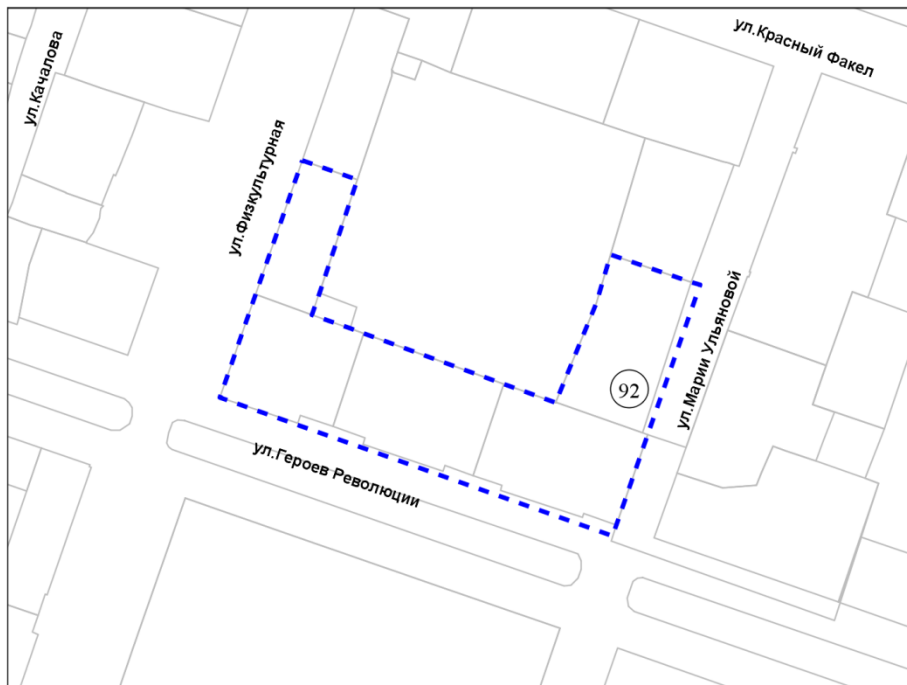 ул.Качалова
ул.Красный Факел
ул.Физкультурная
ул.Марии Ульяновой
92
ул.Героев Революции